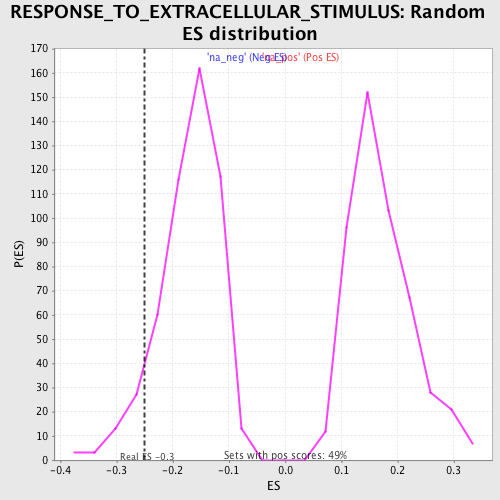 RESPONSE_TO_EXTRACELLULAR_STIMULUS: Random
ES distribution
'na_neg' (Neg ES)
'na_pos' (Pos ES)
170
160
150
140
130
120
110
100
90
80
70
60
50
40
30
20
10
0
P(ES)
Real ES -0.3
Sets with pos scores: 49%
-0.4 -0.3 -0.2 -0.1 0.0 0.1 0.2 0.3
ES